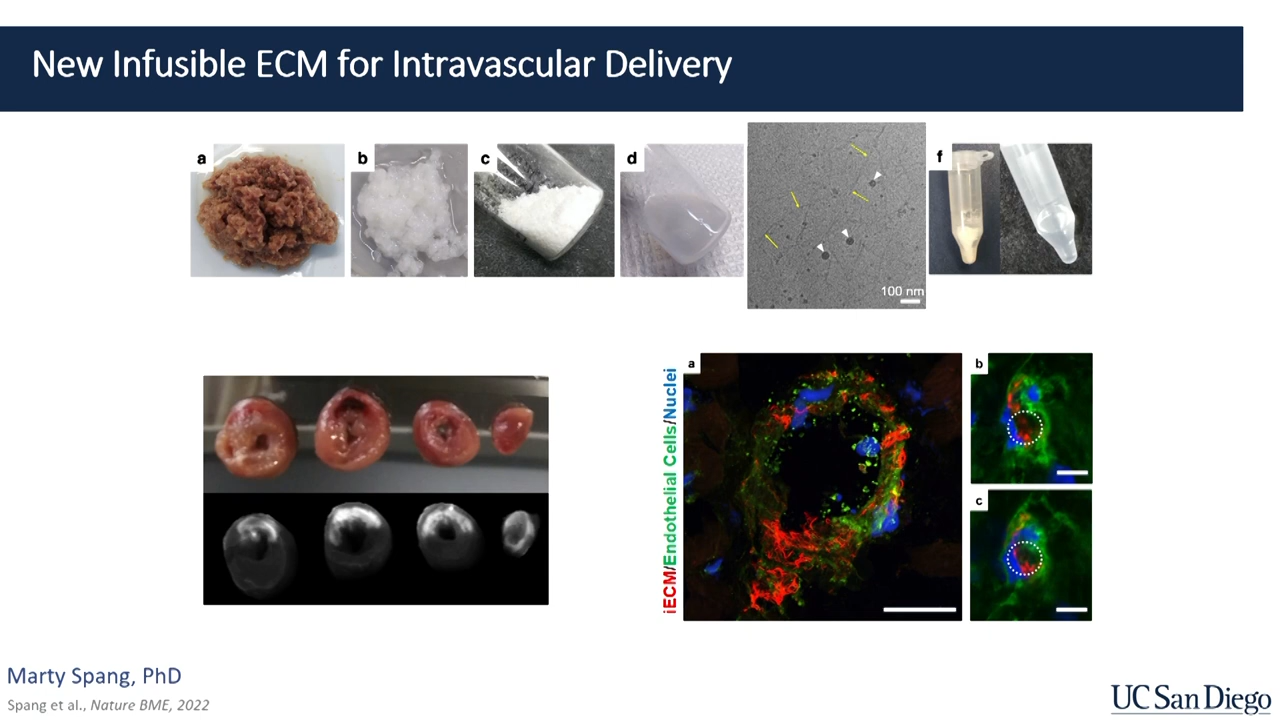 New Infusible ECM for Intravascular Delivery
a
b
c
d
f
100 nm
iECM/Endothelial Cells/Nuclei
a
b
c
Marty Spang, PhD
Spang et al., Nature BME, 2022
UC San Diego